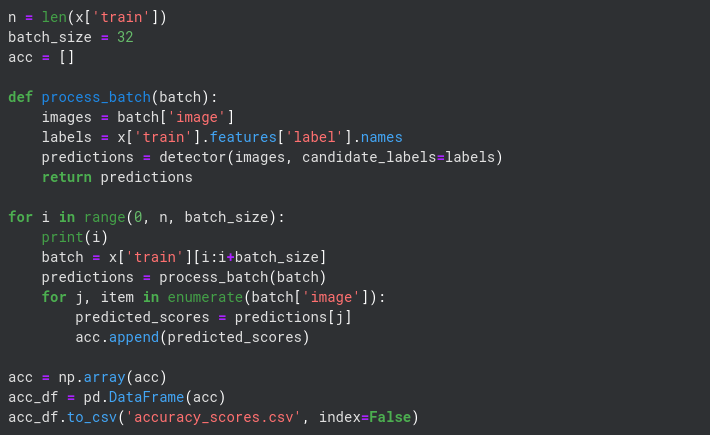 n = len(x['train'])
batch_size = 32
acc = []

def process_batch(batch):
    images = batch['image']
    labels = x['train'].features['label'].names
    predictions = detector(images, candidate_labels=labels)
    return predictions

for i in range(0, n, batch_size):
    print(i)
    batch = x['train'][i:i+batch_size]
    predictions = process_batch(batch)
    for j, item in enumerate(batch['image']):
        predicted_scores = predictions[j]
        acc.append(predicted_scores)

acc = np.array(acc)
acc_df = pd.DataFrame(acc)
acc_df.to_csv('accuracy_scores.csv', index=False)